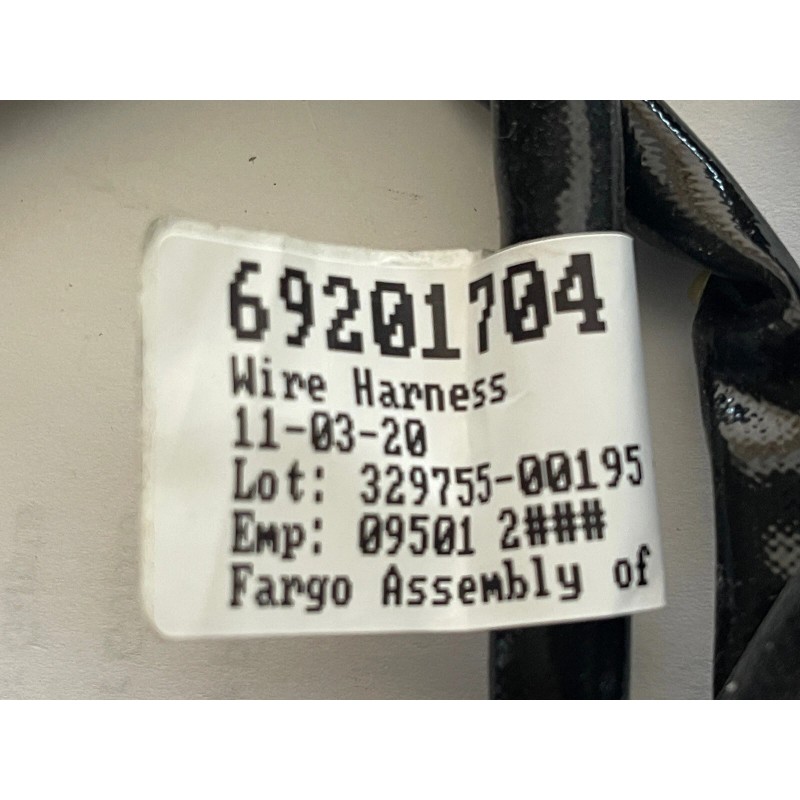 69201704
Wire Harness
11-03-20
Lot: 329755-00195
Emp: 09501 2###
Fargo Assembly of